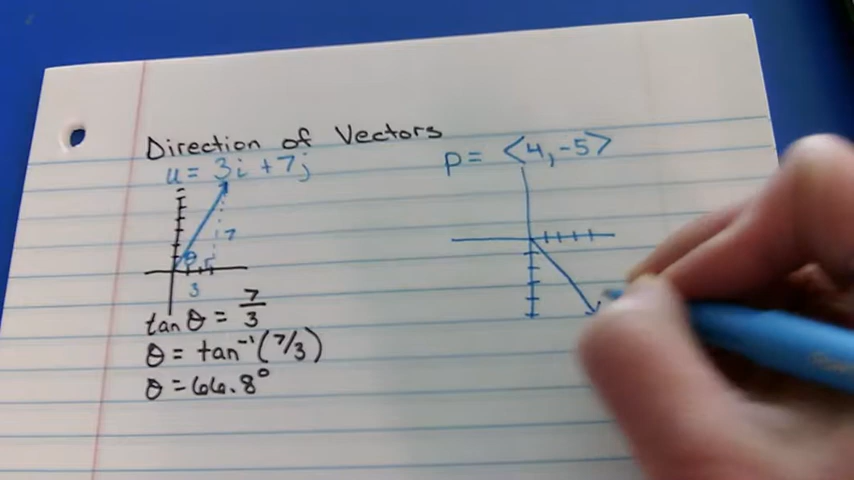 Direction of Vectors
u = 3i + 7j
θ
7
3
tan θ = 7/3
θ = tan⁻¹(7/3)
θ = 66.8°
p = <4, -5>